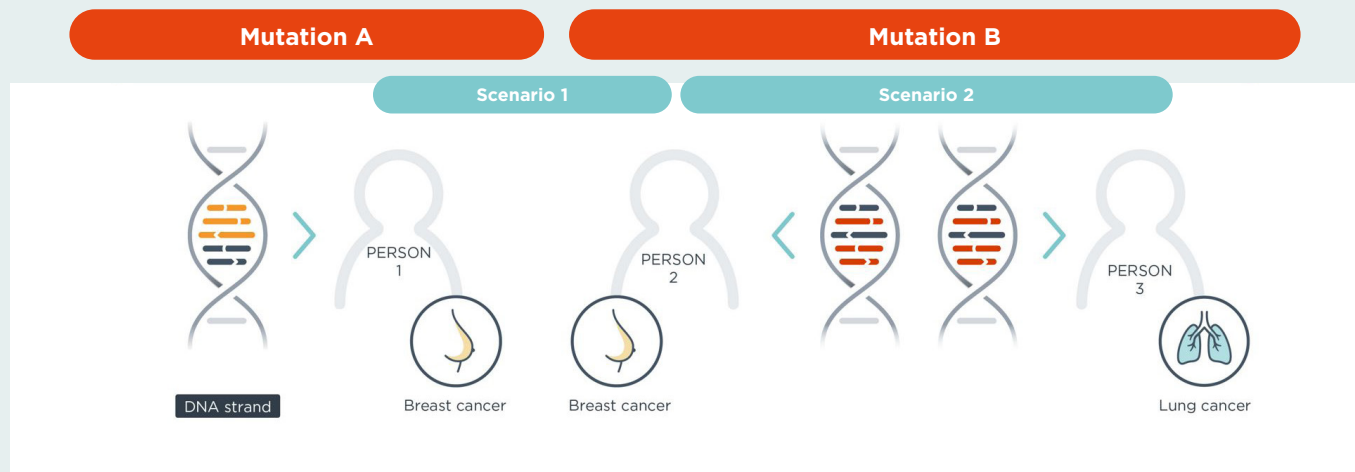 Mutation A
Mutation B
Scenario 1
Scenario 2
PERSON
1
PERSON
2
PERSON
3
DNA strand
Breast cancer
Breast cancer
Lung cancer